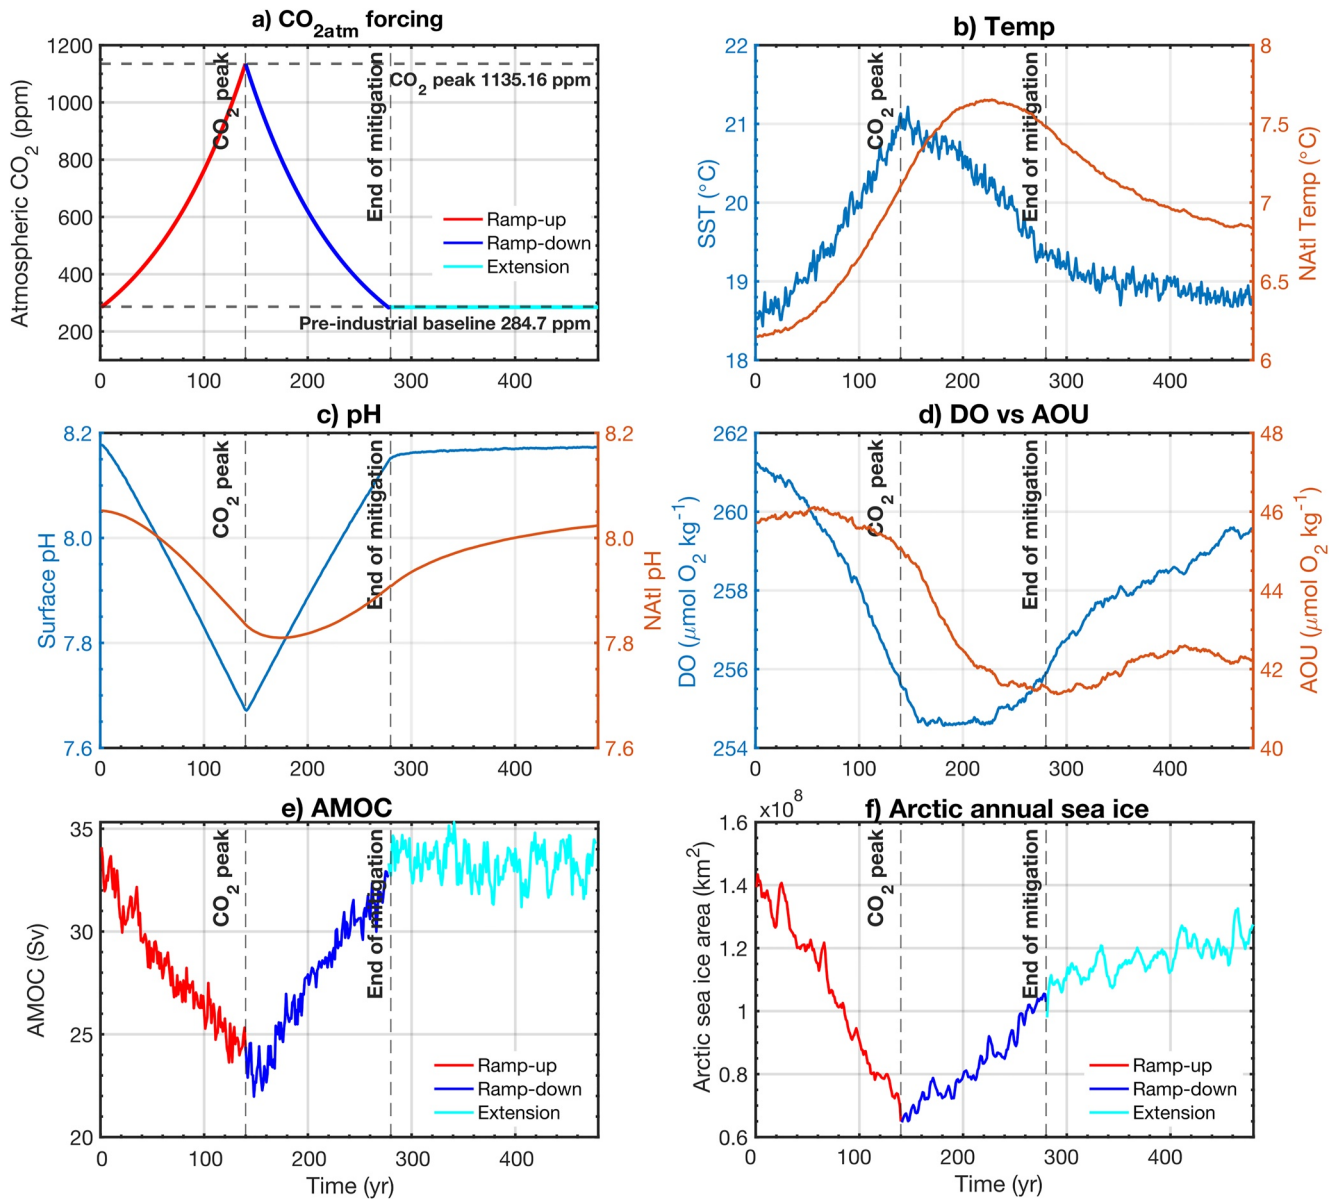 a) CO2atm forcing
1200
1000
800
600
400
200
0
100
200
300
400
Atmospheric CO2 (ppm)
CO2 peak
End of mitigation
CO2 peak 1135.16 ppm
Ramp-up
Ramp-down
Extension
Pre-industrial baseline 284.7 ppm
b) Temp
22
21
20
19
18
SST (°C)
8
7.5
7
6.5
6
NAtl Temp (°C)
0
100
200
300
400
CO2 peak
End of mitigation
c) pH
8.2
8.0
7.8
7.6
Surface pH
8.2
8.0
7.8
7.6
NAtl pH
0
100
200
300
400
CO2 peak
End of mitigation
d) DO vs AOU
262
260
258
256
254
DO (μmol O2 kg-1)
48
46
44
42
40
AOU (μmol O2 kg-1)
0
100
200
300
400
CO2 peak
End of mitigation
e) AMOC
35
30
25
20
AMOC (Sv)
0
100
200
300
400
Time (yr)
CO2 peak
End of mitigation
Ramp-up
Ramp-down
Extension
f) Arctic annual sea ice
x10^8
1.6
1.4
1.2
1
0.8
0.6
Arctic sea ice area (km2)
0
100
200
300
400
Time (yr)
CO2 peak
End of mitigation
Ramp-up
Ramp-down
Extension